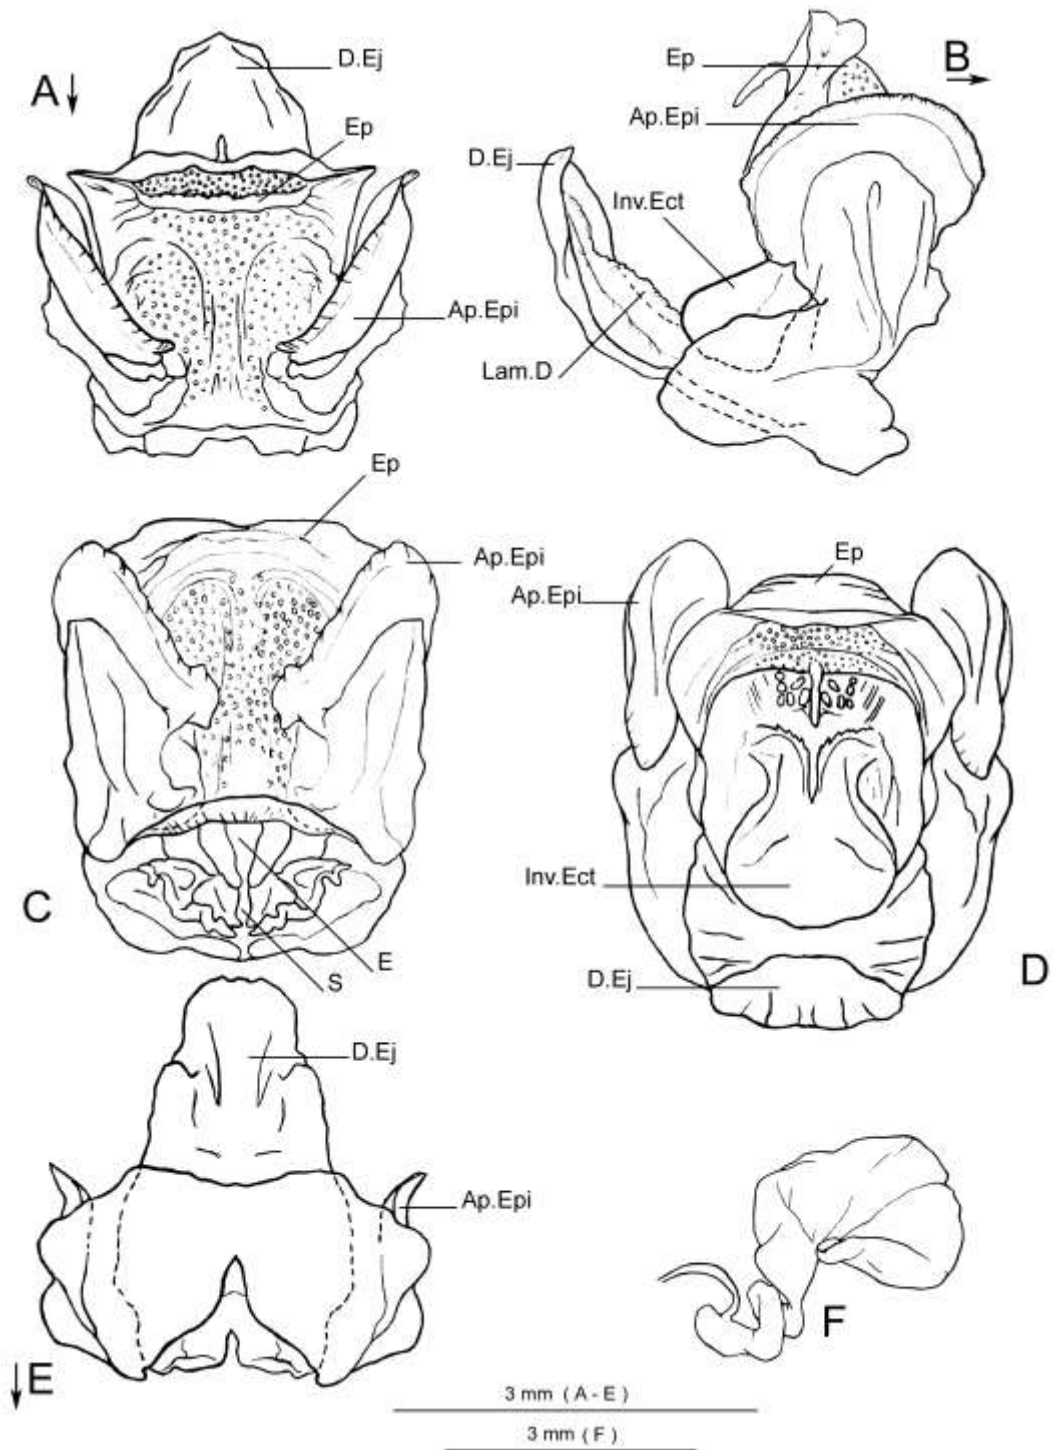 D.Ej
A
Ep
Ap.Epi
Ep
B
Ap.Epi
D.Ej
Inv.Ect
Lam.D
Ep
Ap.Epi
C
E
S
Ep
Ap.Epi
Inv.Ect
D.Ej
D
D.Ej
Ap.Epi
E
F
3 mm ( A - E )
3 mm ( F )